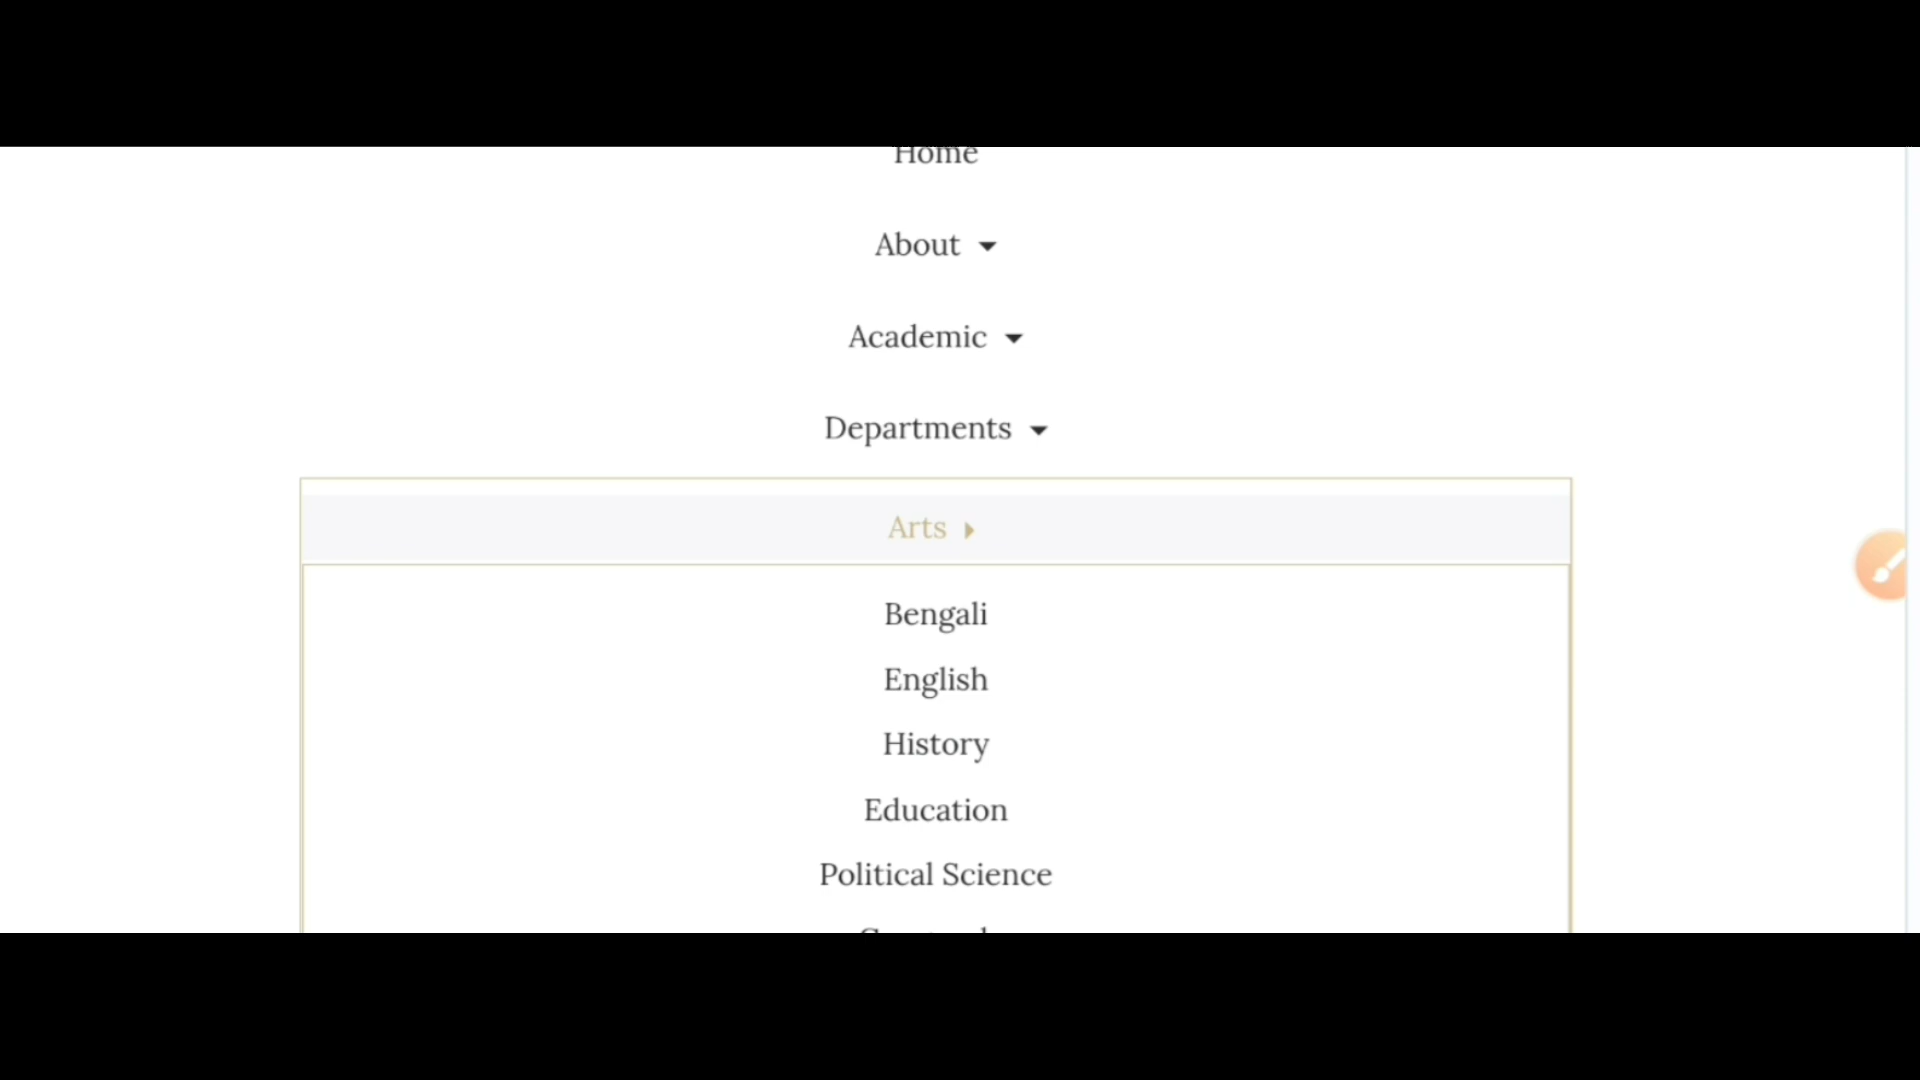 Home
About
Academic
Departments
Arts
Bengali
English
History
Education
Political Science